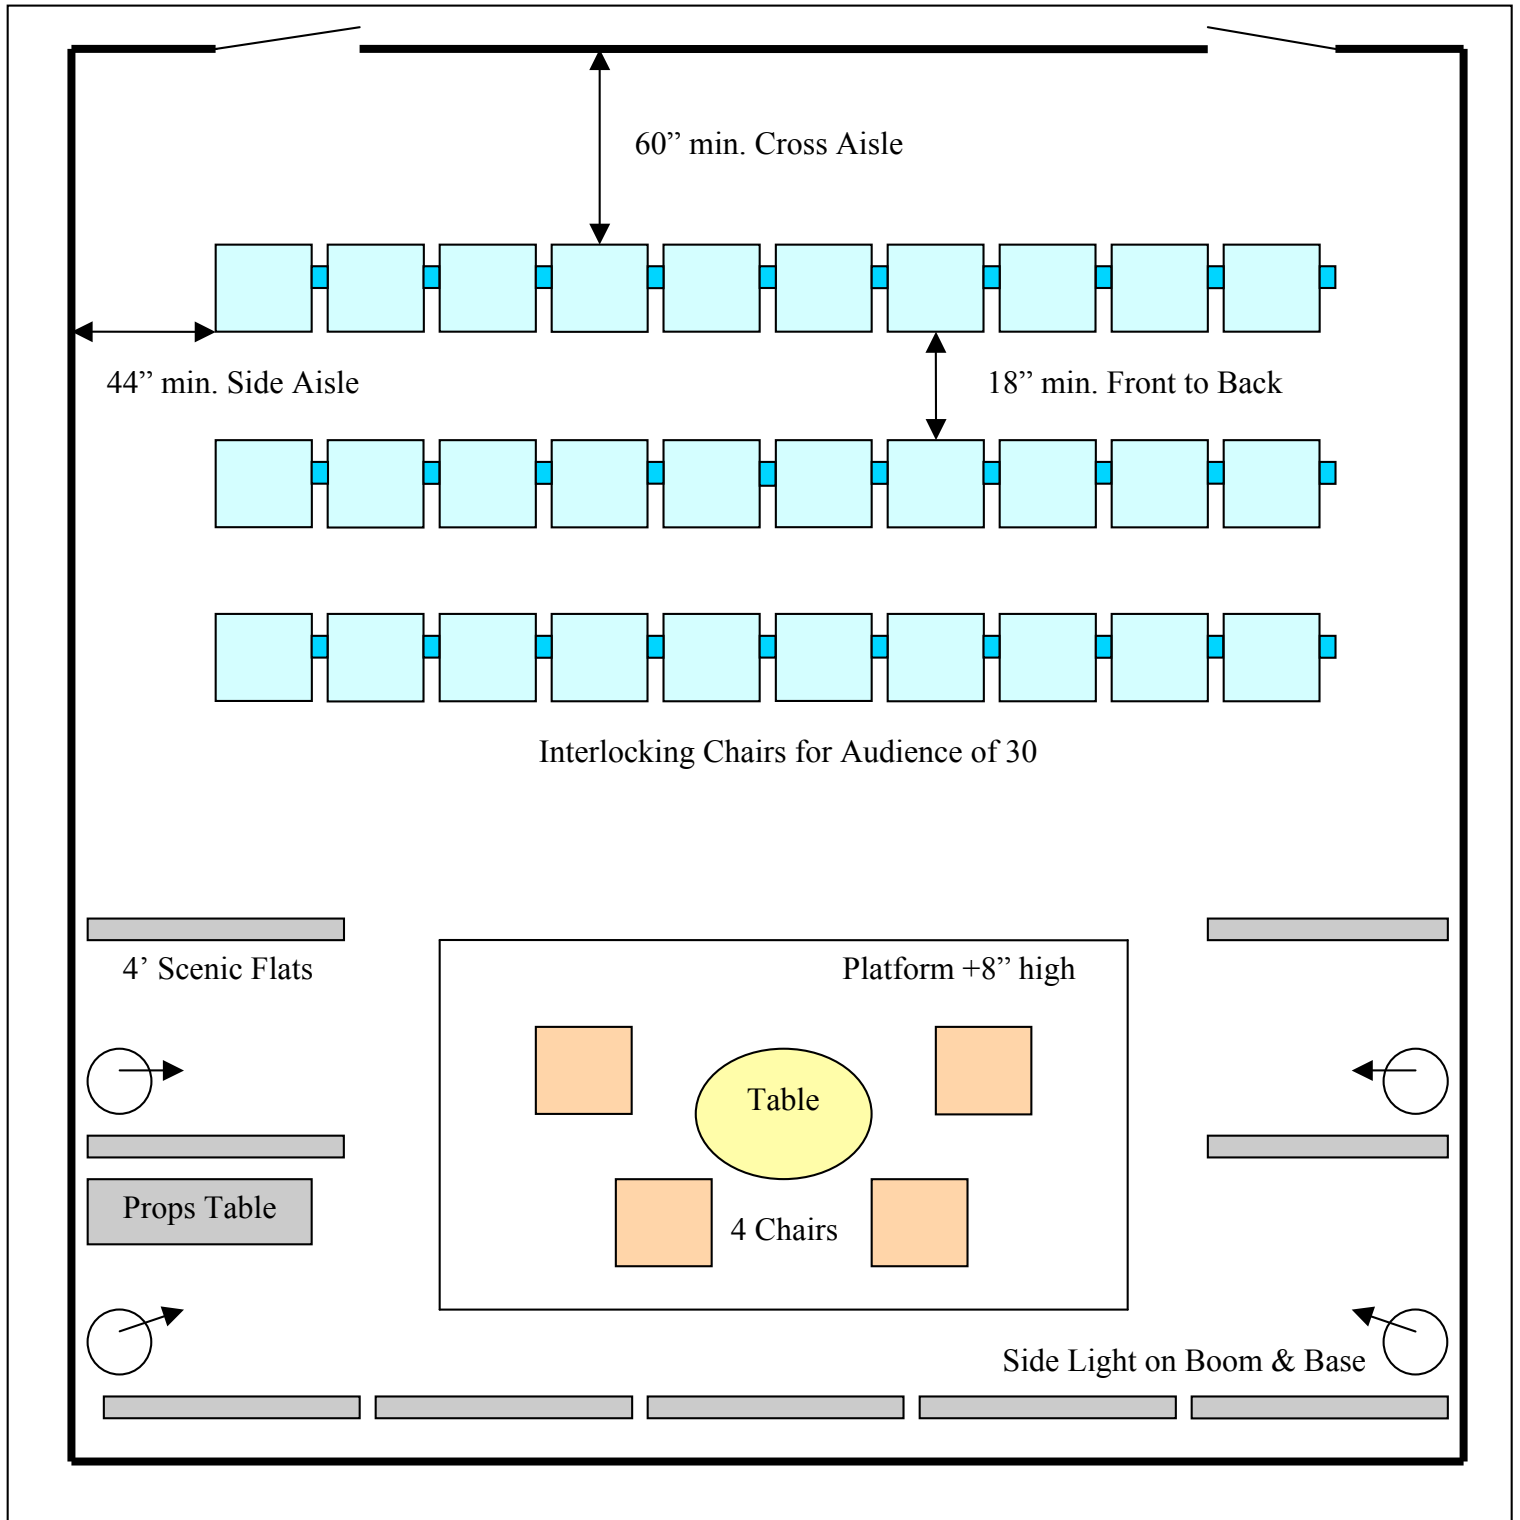 60” min. Cross Aisle
44” min. Side Aisle
18” min. Front to Back
Interlocking Chairs for Audience of 30
4’ Scenic Flats
Platform +8” high
Table
Props Table
4 Chairs
Side Light on Boom & Base